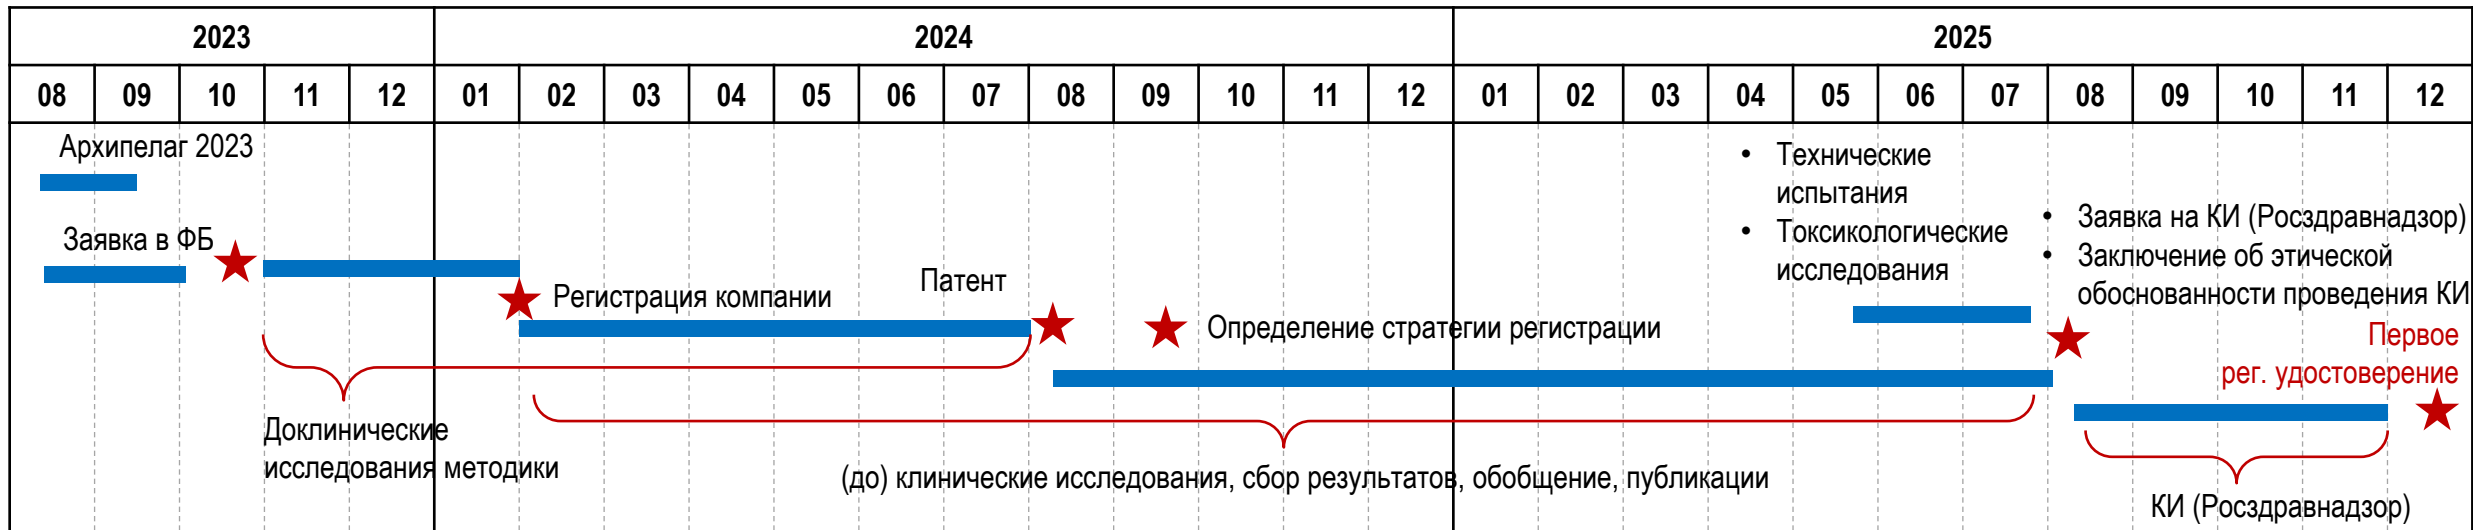 2023 2024 2025
08 09 10 11 12 01 02 03 04 05 06 07 08 09 10 11 12 01 02 03 04 05 06 07 08 09 10 11 12
Архипелаг 2023
Заявка в ФБ
Регистрация компании
Патент
Определение стратегии регистрации
• Технические
испытания
• Токсикологические
исследования
• Заявка на КИ (Росздравнадзор)
• Заключение об этической
обоснованности проведения КИ
Первое
рег. удостоверение
Доклинические
исследования методики
(до) клинические исследования, сбор результатов, обобщение, публикации
КИ (Росздравнадзор)